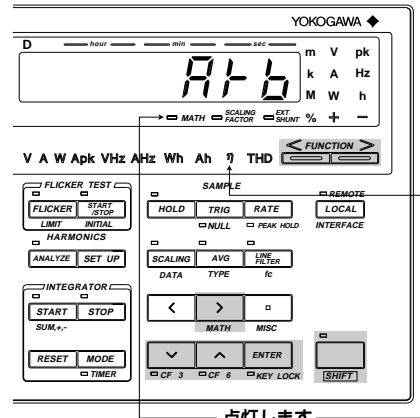 YOKOGAWA
D hour min sec
m V pk
k A Hz
M W h
% + −
MATH SCALING FACTOR EXT SHUNT
< FUNCTION >
V A W Apk VHz AHz Wh Ah η THD
FLICKER TEST
FLICKER START /STOP
LIMIT INITIAL
HARMONICS
ANALYZE SET UP
INTEGRATOR
START STOP
SUM,+,-
RESET MODE
TIMER
SAMPLE
HOLD TRIG RATE
NULL PEAK HOLD
SCALING AVG LINE FILTER
DATA TYPE fc
REMOTE
LOCAL
INTERFACE
< >
MATH MISC
ENTER
CF 3 CF 6 KEY LOCK
SHIFT
点灯します